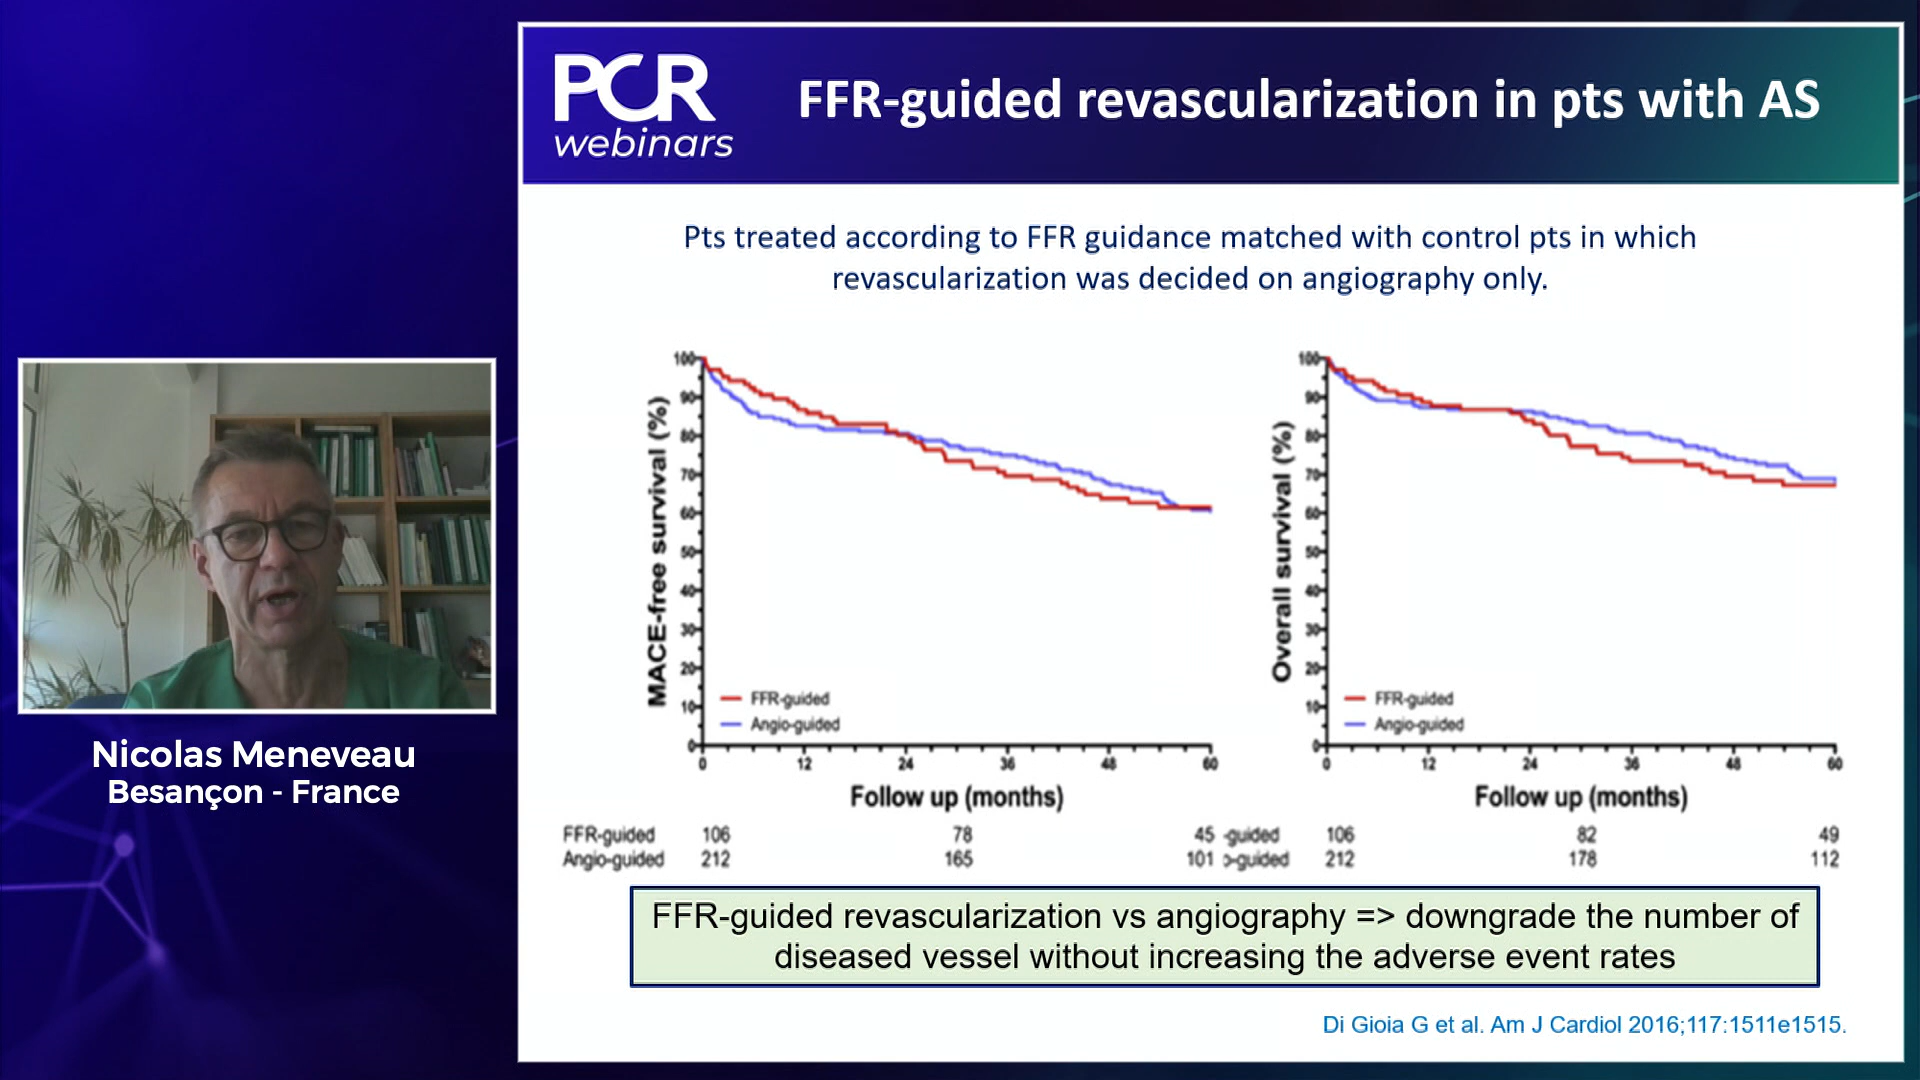 PCR
webinars
FFR-guided revascularization in pts with AS
Pts treated according to FFR guidance matched with control pts in which
revascularization was decided on angiography only.
MACE-free survival (%)
100
90
80
70
60
50
40
30
20
10
0
FFR-guided
Angio-guided
0 12 24 36 48 60
Follow up (months)
FFR-guided 106 78 45
Angio-guided 212 165 101
Overall survival (%)
100
90
80
70
60
50
40
30
20
10
0
FFR-guided
Angio-guided
0 12 24 36 48 60
Follow up (months)
-guided 106 82 49
o-guided 212 178 112
FFR-guided revascularization vs angiography => downgrade the number of
diseased vessel without increasing the adverse event rates
Di Gioia G et al. Am J Cardiol 2016;117:1511e1515.
Nicolas Meneveau
Besançon - France